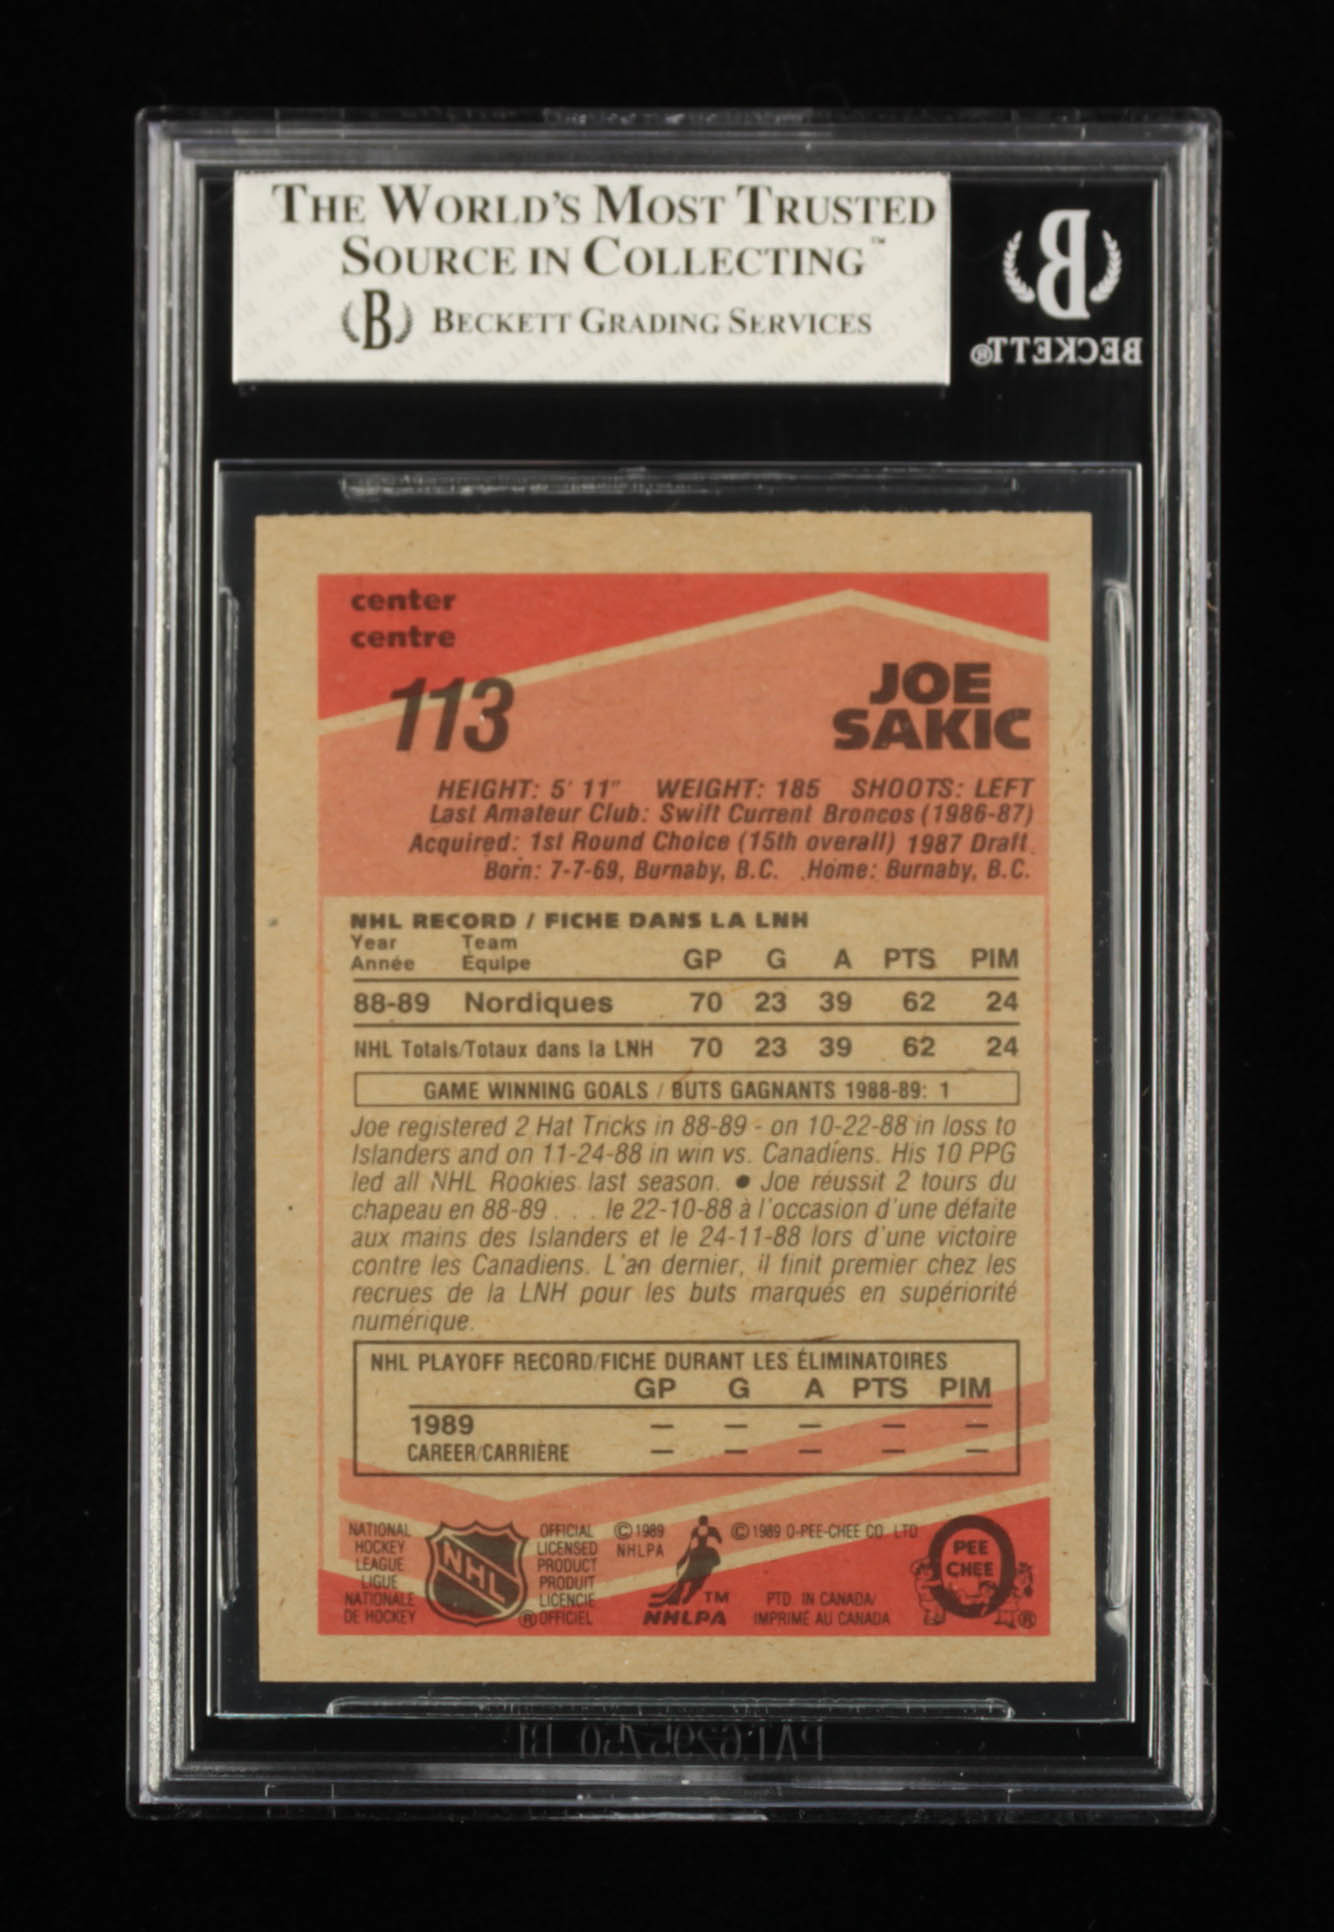 THE WORLD'S MOST TRUSTED
SOURCE IN COLLECTING™
B BECKETT GRADING SERVICES
B
BECKETT®
center
centre
113
JOE
SAKIC
HEIGHT: 5' 11" WEIGHT: 185 SHOOTS: LEFT
Last Amateur Club: Swift Current Broncos (1986-87)
Acquired: 1st Round Choice (15th overall) 1987 Draft
Born: 7-7-69, Burnaby, B.C. Home: Burnaby, B.C.
NHL RECORD / FICHE DANS LA LNH
Year Team
Année Équipe GP G A PTS PIM
88-89 Nordiques 70 23 39 62 24
NHL Totals/Totaux dans la LNH 70 23 39 62 24
GAME WINNING GOALS / BUTS GAGNANTS 1988-89: 1
Joe registered 2 Hat Tricks in 88-89 - on 10-22-88 in loss to
Islanders and on 11-24-88 in win vs. Canadiens. His 10 PPG
led all NHL Rookies last season. ● Joe réussit 2 tours du
chapeau en 88-89 . . . le 22-10-88 à l'occasion d'une défaite
aux mains des Islanders et le 24-11-88 lors d'une victoire
contre les Canadiens. L'an dernier, il finit premier chez les
recrues de la LNH pour les buts marqués en supériorité
numérique.
NHL PLAYOFF RECORD/FICHE DURANT LES ÉLIMINATOIRES
GP G A PTS PIM
1989 — — — — —
CAREER/CARRIÈRE — — — — —
NATIONAL
HOCKEY
LEAGUE
LIGUE
NATIONALE
DE HOCKEY
NHL
®
OFFICIAL
LICENSED
PRODUCT
PRODUIT
LICENCIE
OFFICIEL
©1989
NHLPA
TM
NHLPA
©1989 O-PEE-CHEE CO. LTD
PTD. IN CANADA/
IMPRIMÉ AU CANADA
O
PEE
CHEE
®